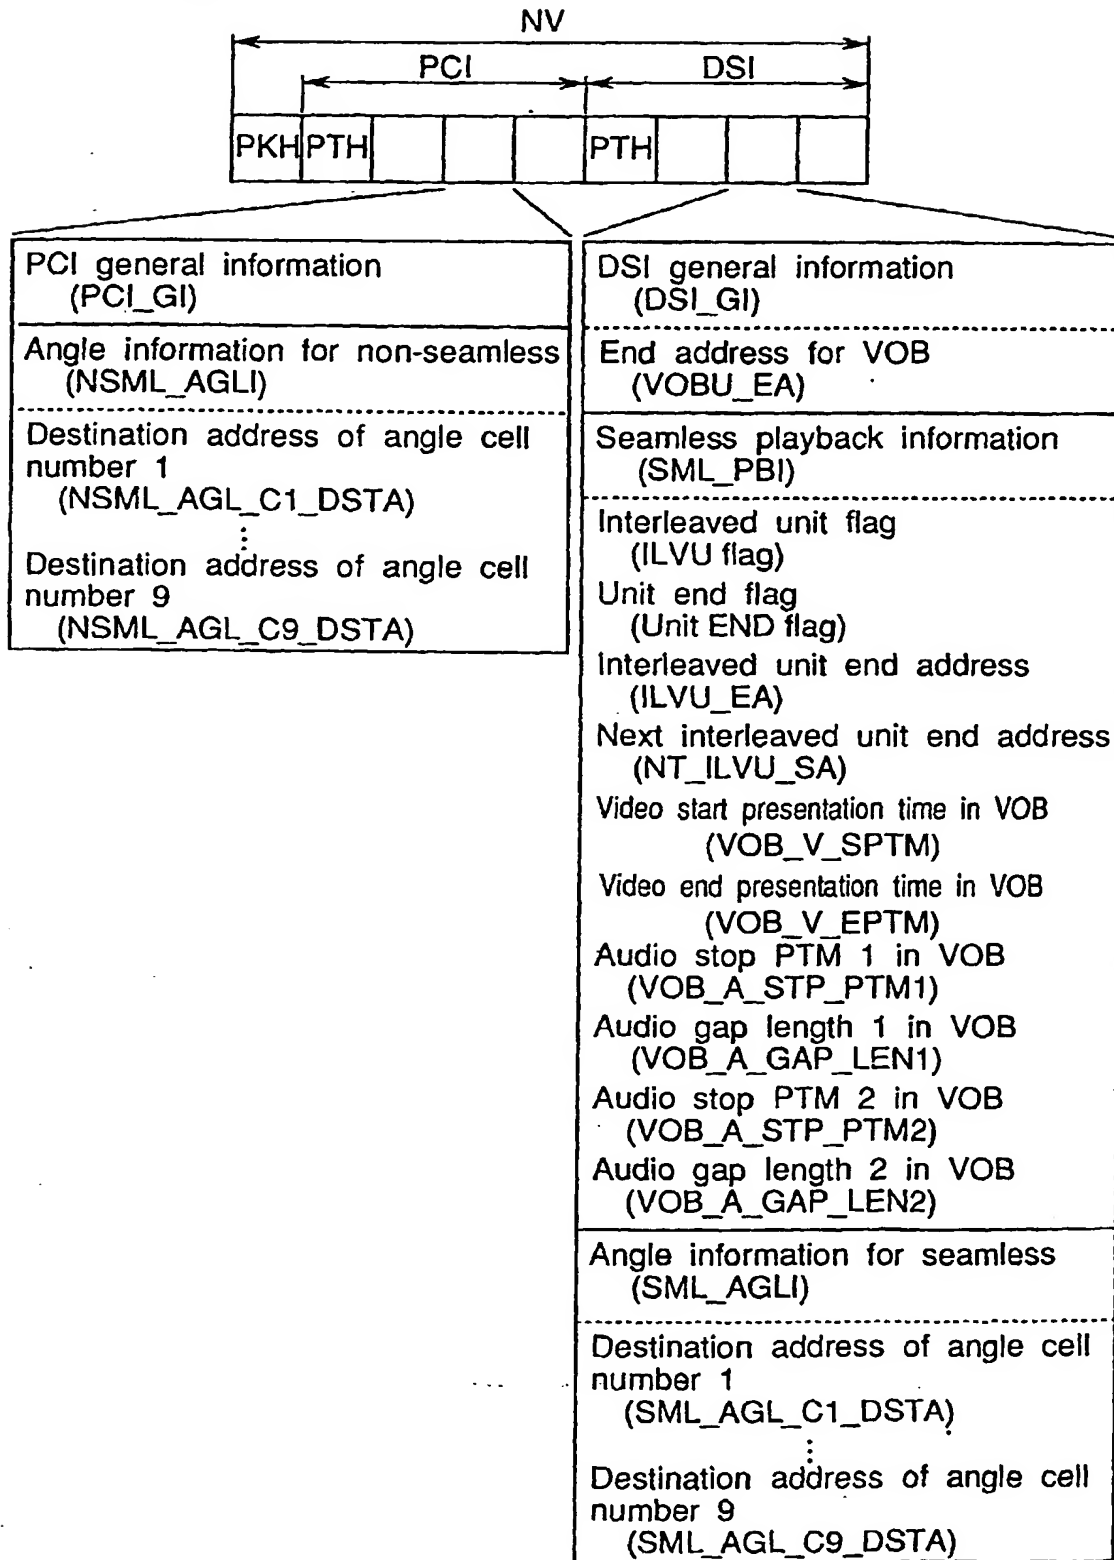 NV
PCI
DSI
PKH PTH PTH
PCI general information
(PCI_GI)
Angle information for non-seamless
(NSML_AGLI)
Destination address of angle cell
number 1
(NSML_AGL_C1_DSTA)
⋮
Destination address of angle cell
number 9
(NSML_AGL_C9_DSTA)
DSI general information
(DSI_GI)
End address for VOB
(VOBU_EA)
Seamless playback information
(SML_PBI)
Interleaved unit flag
(ILVU flag)
Unit end flag
(Unit END flag)
Interleaved unit end address
(ILVU_EA)
Next interleaved unit end address
(NT_ILVU_SA)
Video start presentation time in VOB
(VOB_V_SPTM)
Video end presentation time in VOB
(VOB_V_EPTM)
Audio stop PTM 1 in VOB
(VOB_A_STP_PTM1)
Audio gap length 1 in VOB
(VOB_A_GAP_LEN1)
Audio stop PTM 2 in VOB
(VOB_A_STP_PTM2)
Audio gap length 2 in VOB
(VOB_A_GAP_LEN2)
Angle information for seamless
(SML_AGLI)
Destination address of angle cell
number 1
(SML_AGL_C1_DSTA)
⋮
Destination address of angle cell
number 9
(SML_AGL_C9_DSTA)